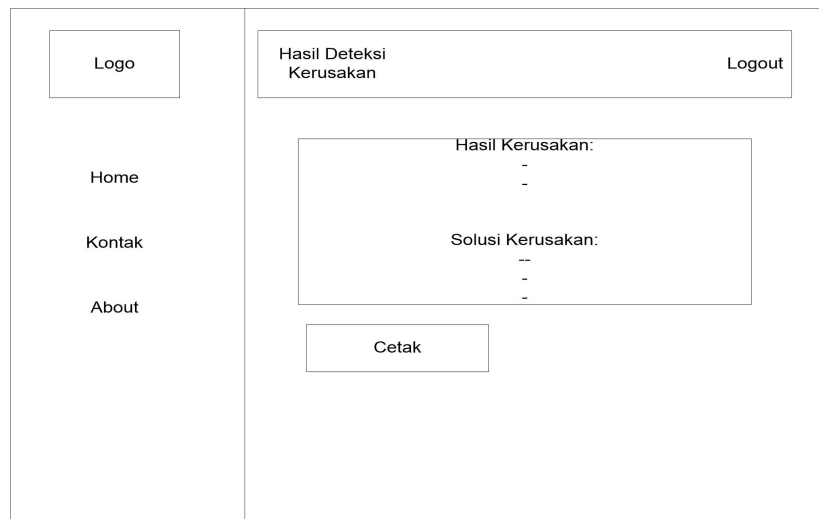 Logo
Home
Kontak
About
Hasil Deteksi
Kerusakan
Logout
Hasil Kerusakan:
-
-
Solusi Kerusakan:
--
-
-
Cetak